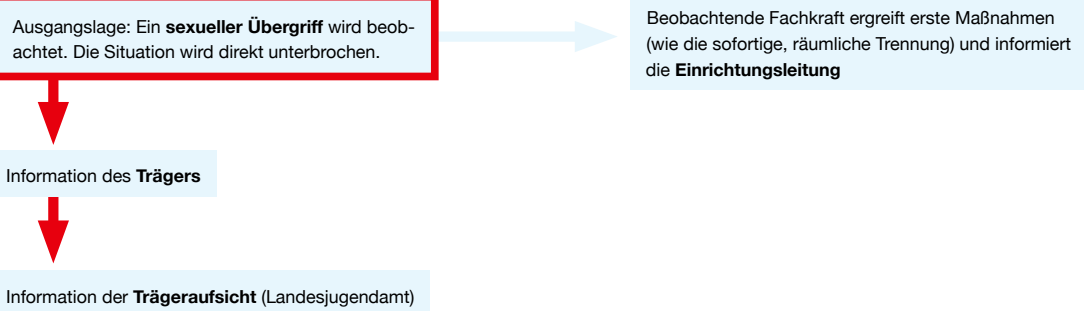 Ausgangslage: Ein sexueller Übergriff wird beob-
achtet. Die Situation wird direkt unterbrochen.
Beobachtende Fachkraft ergreift erste Maßnahmen
(wie die sofortige, räumliche Trennung) und informiert
die Einrichtungsleitung
Information des Trägers
Information der Trägeraufsicht (Landesjugendamt)